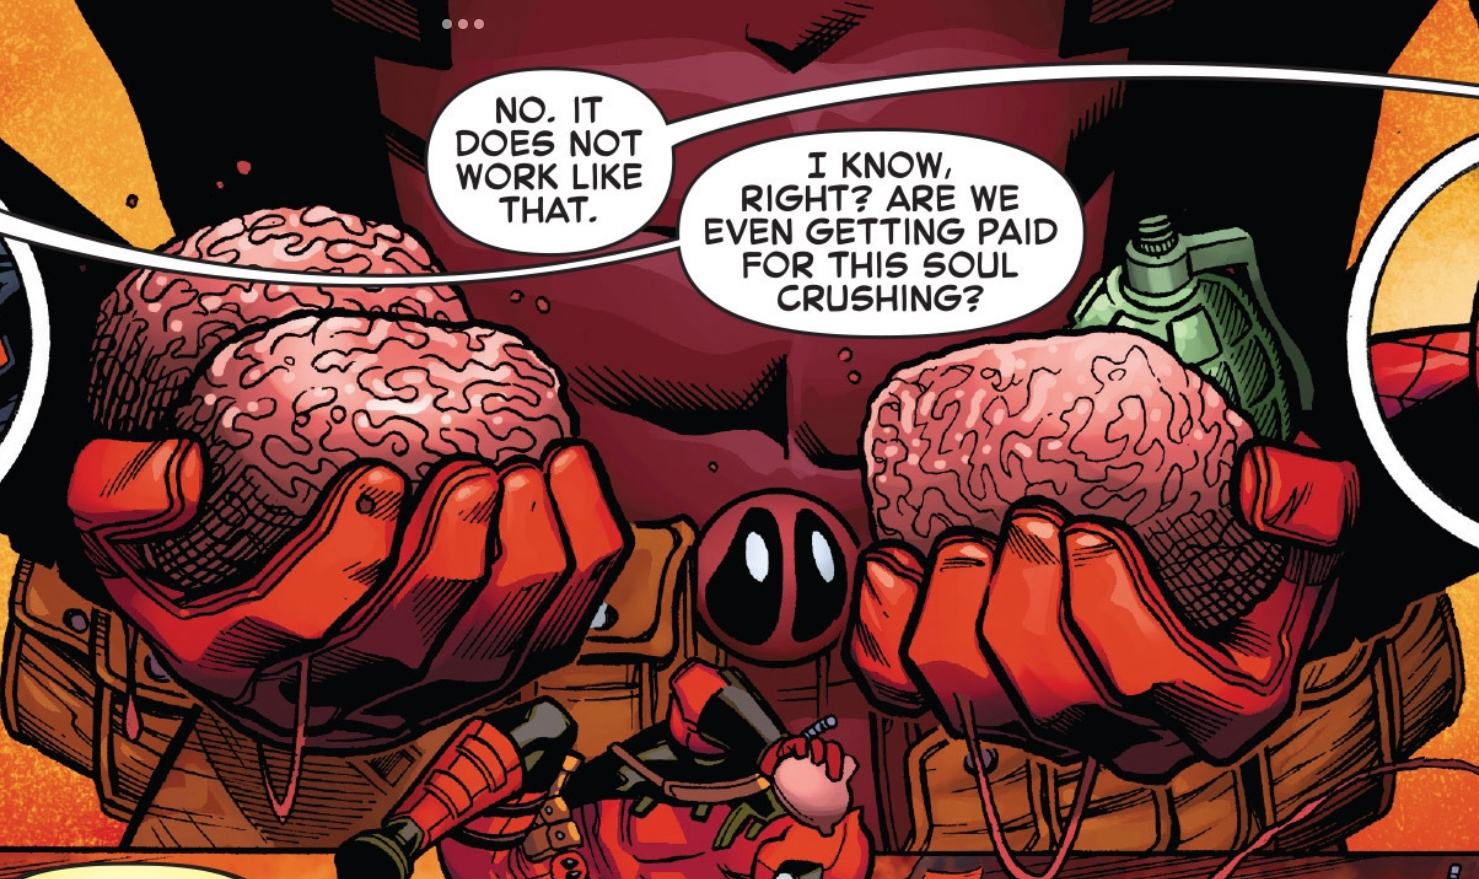 NO. IT
DOES NOT
WORK LIKE
THAT.
I KNOW,
RIGHT? ARE WE
EVEN GETTING PAID
FOR THIS SOUL
CRUSHING?